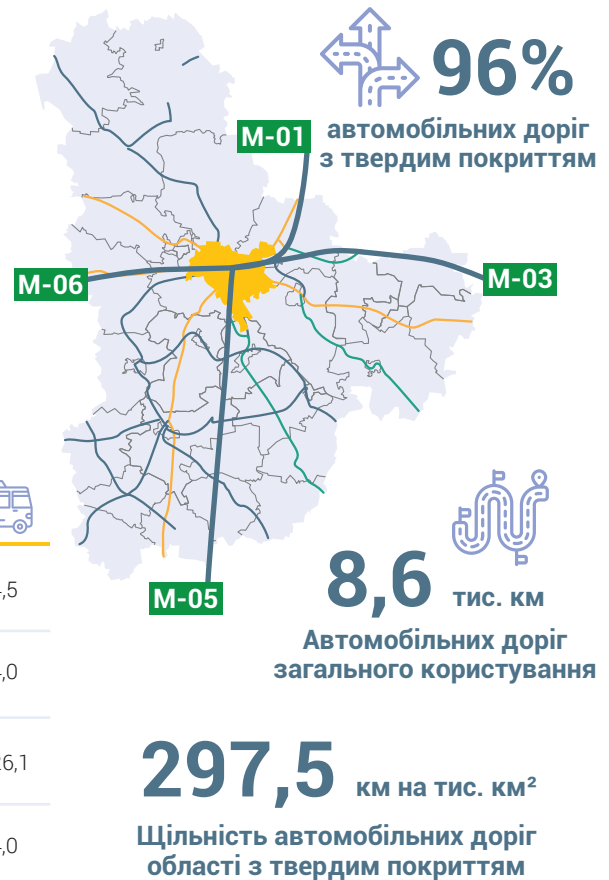 96%
автомобільних доріг
з твердим покриттям
М-01
М-06
М-03
М-05
8,6 тис. км
Автомобільних доріг
загального користування
297,5 км на тис. км²
Щільність автомобільних доріг
області з твердим покриттям